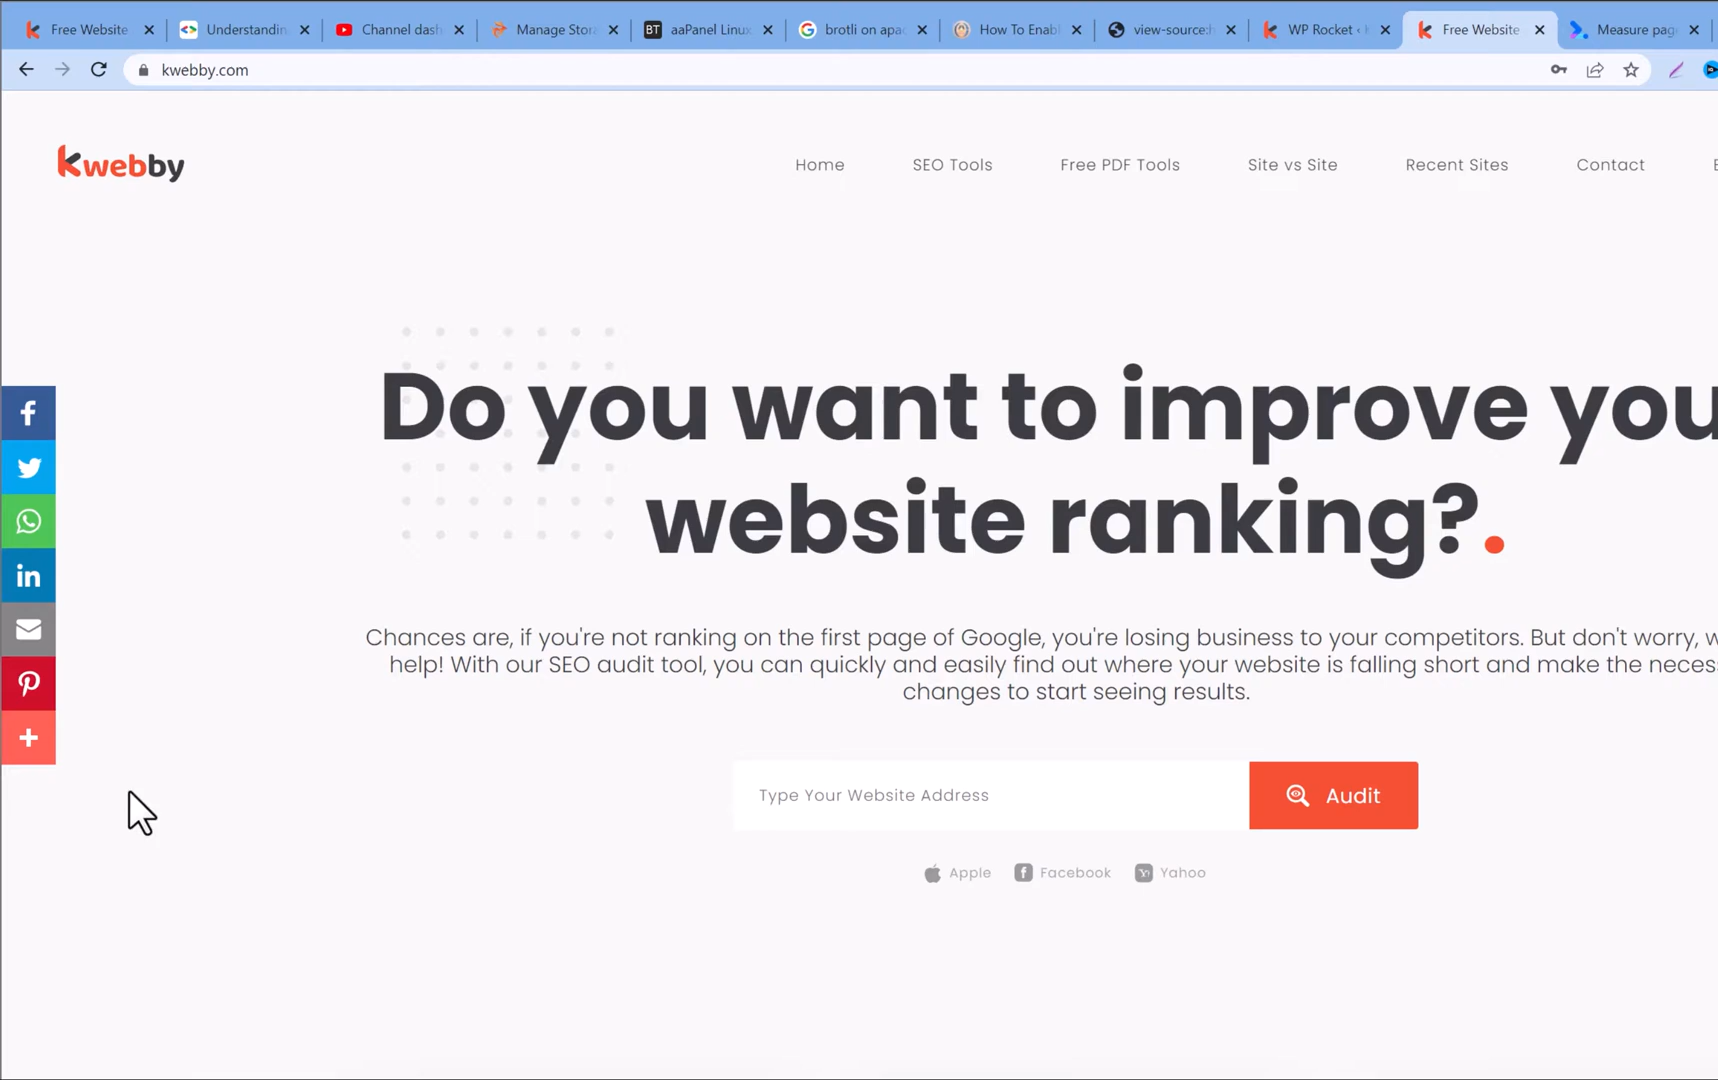 Free Website
Understandin
Channel dash
Manage Stora
BT aaPanel Linux
brotli on apac
How To Enabl
view-source:h
WP Rocket ‹ K
Free Website
Measure page
kwebby.com
kwebby
Home
SEO Tools
Free PDF Tools
Site vs Site
Recent Sites
Contact
Do you want to improve you
website ranking?.
Chances are, if you're not ranking on the first page of Google, you're losing business to your competitors. But don't worry, w
help! With our SEO audit tool, you can quickly and easily find out where your website is falling short and make the neces
changes to start seeing results.
Type Your Website Address
Audit
Apple
Facebook
Yahoo